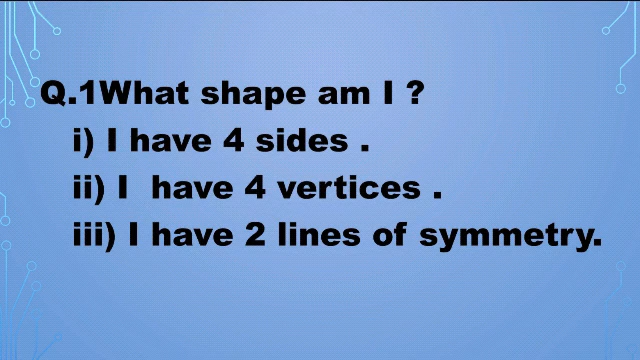 Q.1What shape am I ?
i) I have 4 sides .
ii) I  have 4 vertices .
iii) I have 2 lines of symmetry.